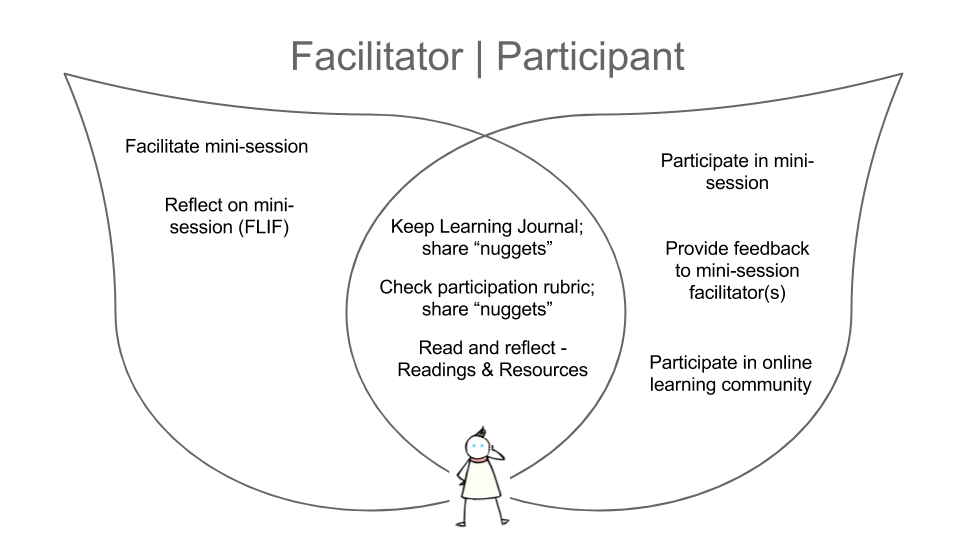 Facilitator | Participant
Facilitate mini-session
Reflect on mini-
session (FLIF)
Keep Learning Journal;
share “nuggets”
Check participation rubric;
share “nuggets”
Read and reflect -
Readings & Resources
Participate in mini-
session
Provide feedback
to mini-session
facilitator(s)
Participate in online
learning community